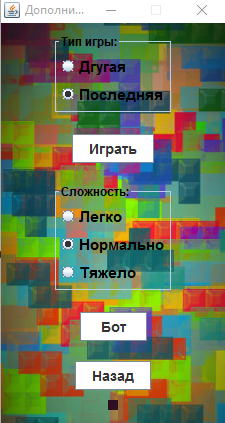 Дополни...
Тип игры:
Другая
Последняя
Играть
Сложность:
Легко
Нормально
Тяжело
Бот
Назад